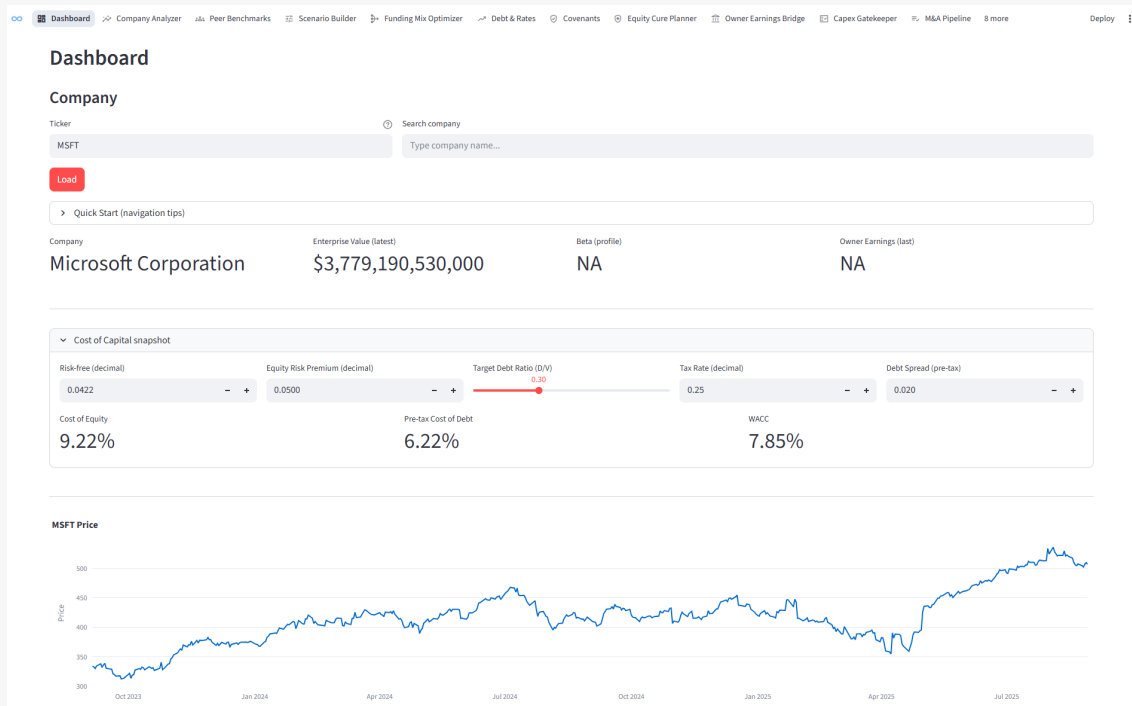 Dashboard Company Analyzer Peer Benchmarks Scenario Builder Funding Mix Optimizer Debt & Rates Covenants Equity Cure Planner Owner Earnings Bridge Capex Gatekeeper M&A Pipeline 8 more Deploy
Dashboard
Company
Ticker Search company
MSFT Type company name...
Load
Quick Start (navigation tips)
Company Enterprise Value (latest) Beta (profile) Owner Earnings (last)
Microsoft Corporation $3,779,190,530,000 NA NA
Cost of Capital snapshot
Risk-free (decimal) Equity Risk Premium (decimal) Target Debt Ratio (D/V) Tax Rate (decimal) Debt Spread (pre-tax)
0.30
0.0422 - + 0.0500 - + 0.25 - + 0.020 - +
Cost of Equity Pre-tax Cost of Debt WACC
9.22% 6.22% 7.85%
MSFT Price
500
450
Price
400
350
300
Oct 2023 Jan 2024 Apr 2024 Jul 2024 Oct 2024 Jan 2025 Apr 2025 Jul 2025